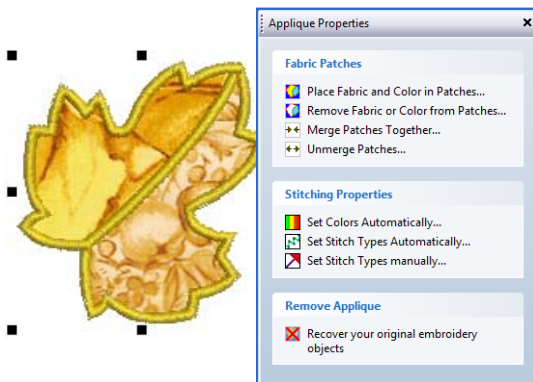 Applique Properties
Fabric Patches
Place Fabric and Color in Patches...
Remove Fabric or Color from Patches...
Merge Patches Together...
Unmerge Patches...
Stitching Properties
Set Colors Automatically...
Set Stitch Types Automatically...
Set Stitch Types manually...
Remove Applique
Recover your original embroidery
objects